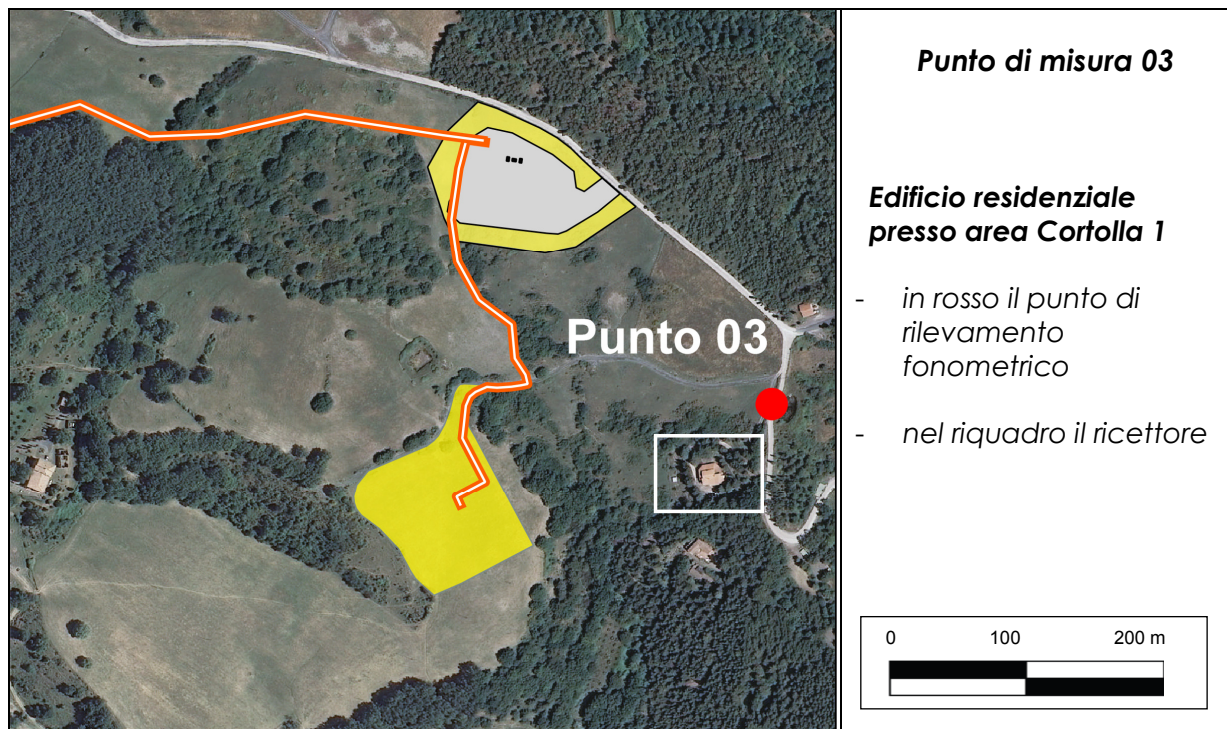 Punto 03
Punto di misura 03
Edificio residenziale
presso area Cortolla 1
- in rosso il punto di
rilevamento
fonometrico
- nel riquadro il ricettore
0 100 200 m